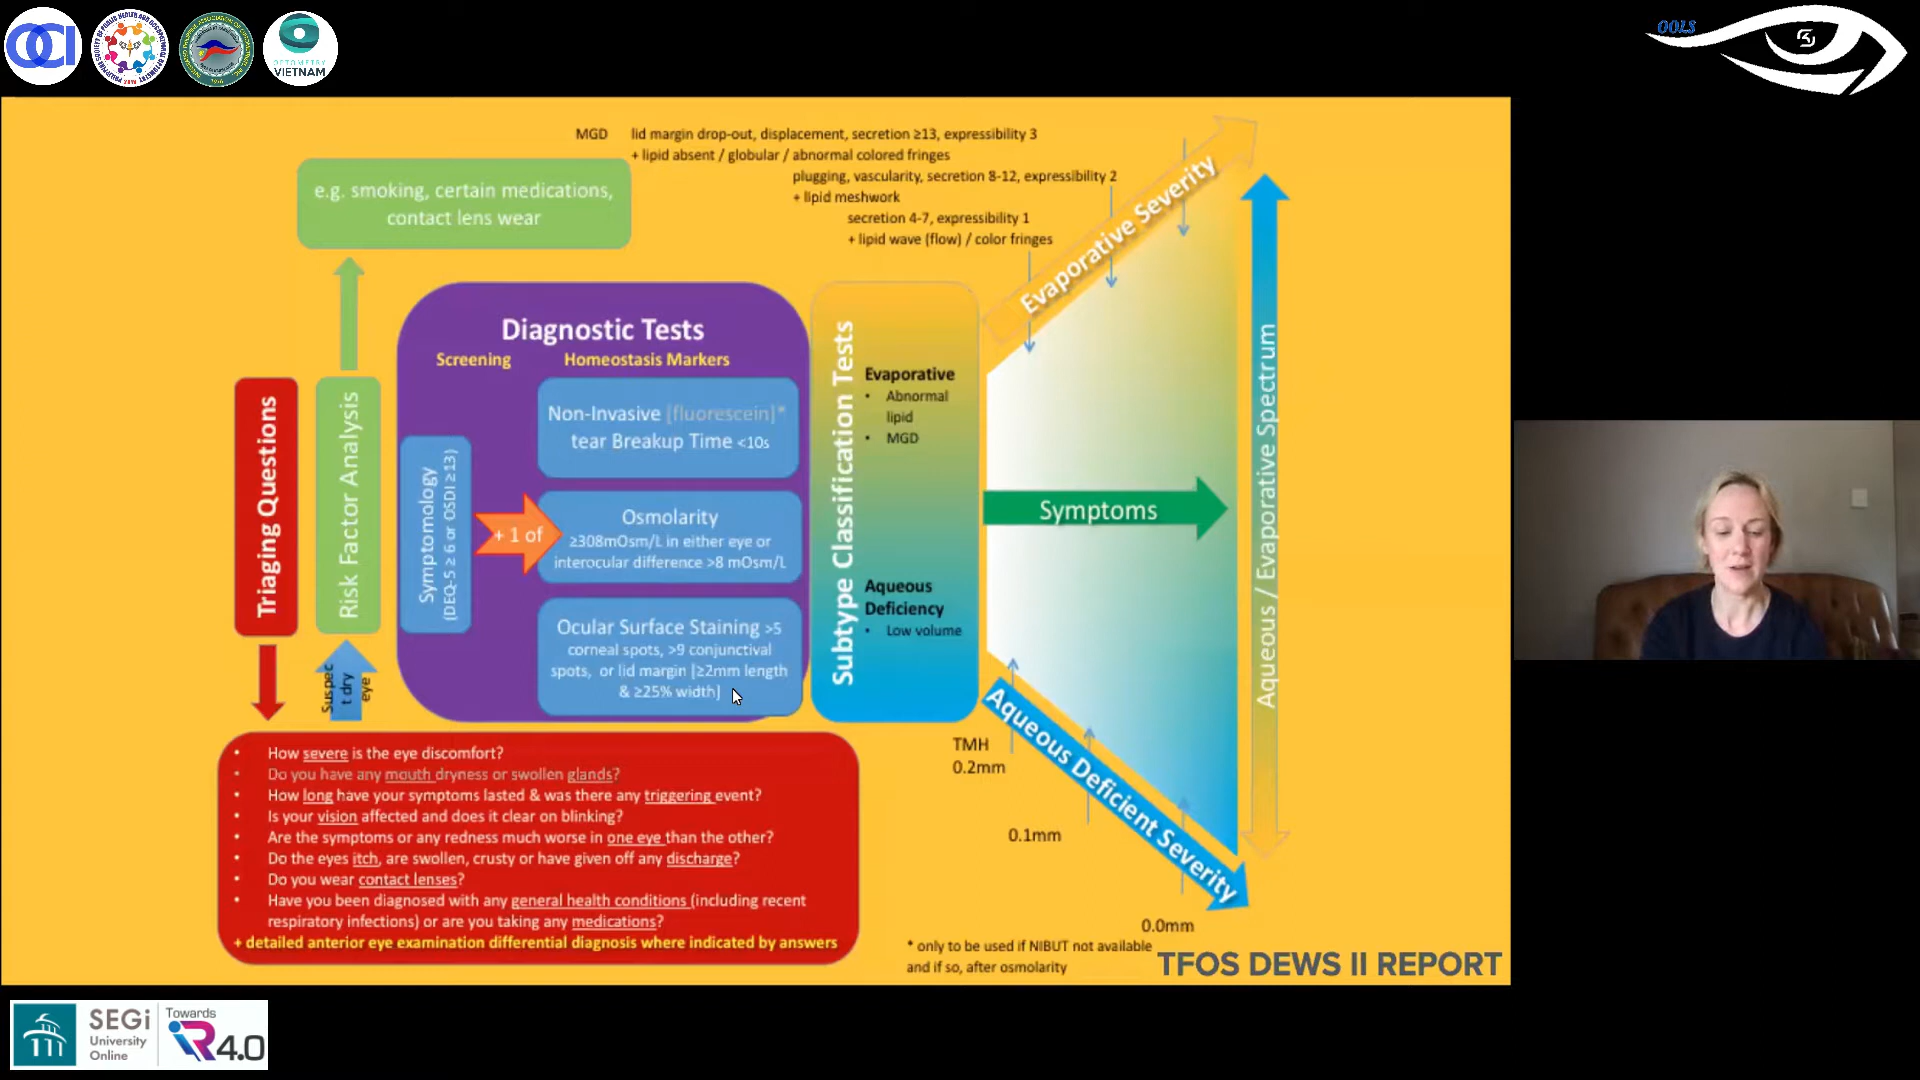 OCI
OPTOMETRY
VIETNAM
OOLS
MGD lid margin drop-out, displacement, secretion ≥13, expressibility 3
+ lipid absent / globular / abnormal colored fringes
plugging, vascularity, secretion 8-12, expressibility 2
+ lipid meshwork
secretion 4-7, expressibility 1
+ lipid wave (flow) / color fringes
e.g. smoking, certain medications,
contact lens wear
Evaporative Severity
Triaging Questions
Risk Factor Analysis
Suspec
t dry
eye
Diagnostic Tests
Screening
Homeostasis Markers
Symptomology
(DEQ-5 ≥ 6 or OSDI ≥13)
+ 1 of
Non-Invasive [fluorescein]*
tear Breakup Time <10s
Osmolarity
≥308mOsm/L in either eye or
interocular difference >8 mOsm/L
Ocular Surface Staining >5
corneal spots, >9 conjunctival
spots, or lid margin [≥2mm length
& ≥25% width]
Subtype Classification Tests
Evaporative
• Abnormal
lipid
• MGD
Aqueous
Deficiency
• Low volume
Symptoms
Aqueous / Evaporative Spectrum
Aqueous Deficient Severity
TMH
0.2mm
0.1mm
0.0mm
• How severe is the eye discomfort?
• Do you have any mouth dryness or swollen glands?
• How long have your symptoms lasted & was there any triggering event?
• Is your vision affected and does it clear on blinking?
• Are the symptoms or any redness much worse in one eye than the other?
• Do the eyes itch, are swollen, crusty or have given off any discharge?
• Do you wear contact lenses?
• Have you been diagnosed with any general health conditions (including recent
respiratory infections) or are you taking any medications?
+ detailed anterior eye examination differential diagnosis where indicated by answers
* only to be used if NIBUT not available
and if so, after osmolarity
TFOS DEWS II REPORT
SEGi
University
Online
Towards
iR4.0